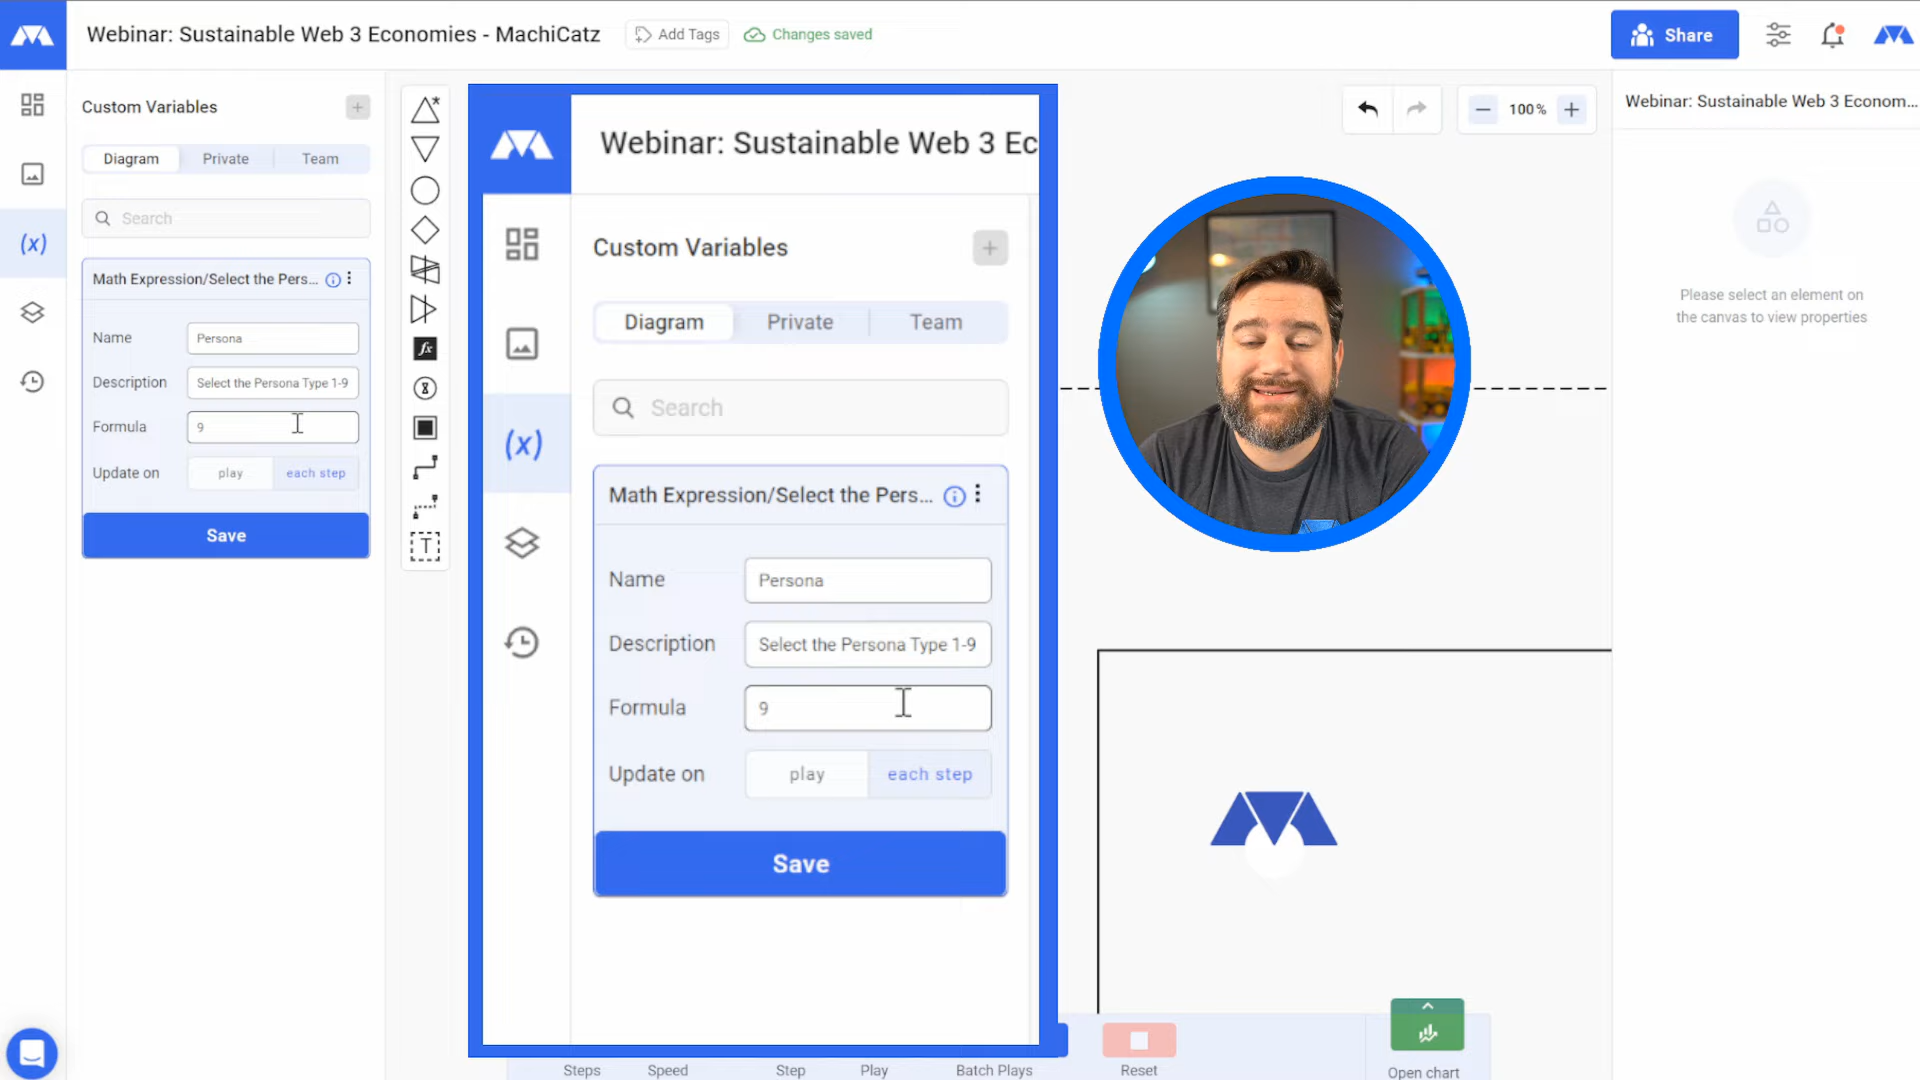 Webinar: Sustainable Web 3 Economies - MachiCatz
Add Tags
Changes saved
Share
Custom Variables
Diagram Private Team
Search
Math Expression/Select the Pers...
Name Persona
Description Select the Persona Type 1-9
Formula 9
Update on play each step
Save
fx
T
Webinar: Sustainable Web 3 Ec
Custom Variables
Diagram Private Team
Search
(x)
Math Expression/Select the Pers...
Name Persona
Description Select the Persona Type 1-9
Formula 9
Update on play each step
Save
(x)
100%
Webinar: Sustainable Web 3 Econom...
Please select an element on
the canvas to view properties
Steps Speed Step Play Batch Plays Reset Open chart